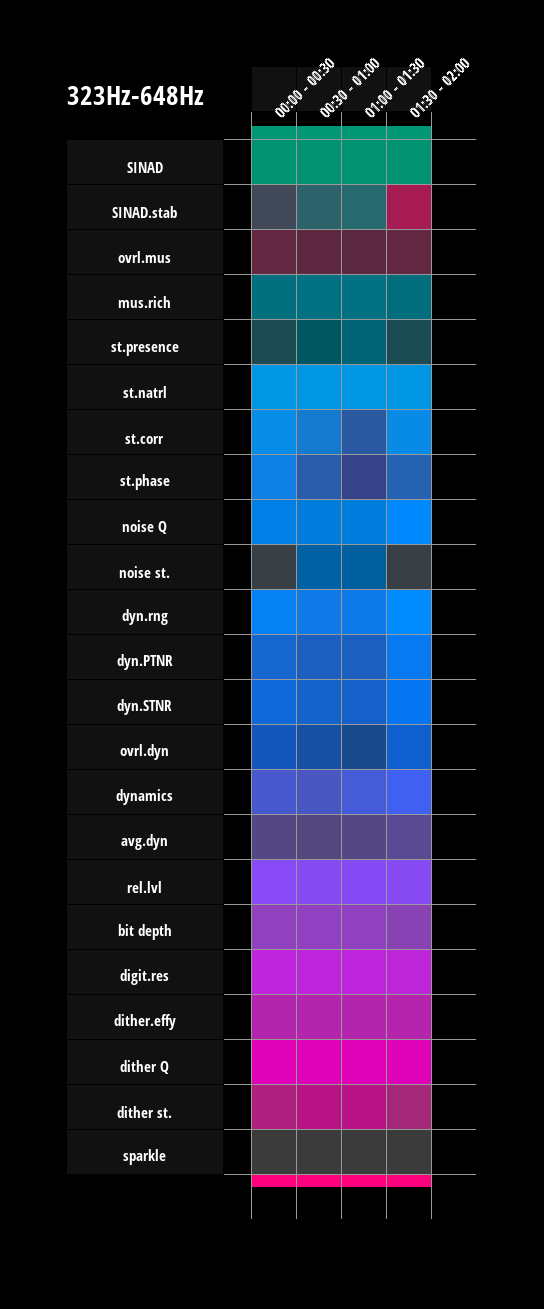 323Hz-648Hz
00:00 - 00:30
00:30 - 01:00
01:00 - 01:30
01:30 - 02:00
SINAD
SINAD.stab
ovrl.mus
mus.rich
st.presence
st.natrl
st.corr
st.phase
noise Q
noise st.
dyn.rng
dyn.PTNR
dyn.STNR
ovrl.dyn
dynamics
avg.dyn
rel.lvl
bit depth
digit.res
dither.effy
dither Q
dither st.
sparkle